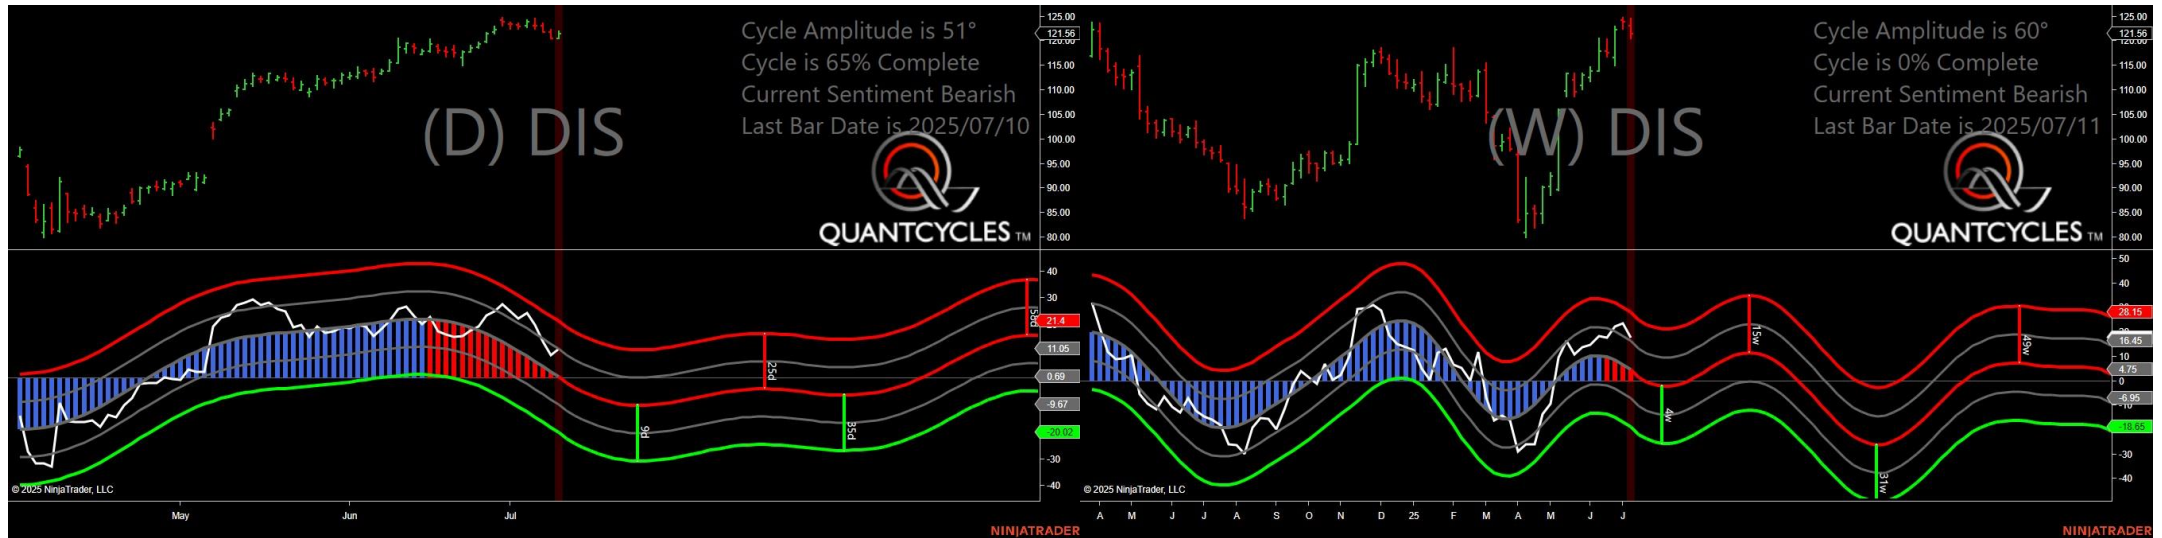 Cycle Amplitude is 51°
Cycle is 65% Complete
Current Sentiment Bearish
Last Bar Date is 2025/07/10
(D) DIS
QUANTCYCLES TM
125.00
121.56
120.00
115.00
110.00
105.00
100.00
95.00
90.00
85.00
80.00
40
30
21.4
11.05
0.69
-9.67
-20.02
-30
-40
9d
25d
35d
© 2025 NinjaTrader, LLC
May
Jun
Jul
NINJATRADER
Cycle Amplitude is 60°
Cycle is 0% Complete
Current Sentiment Bearish
Last Bar Date is 2025/07/11
(W) DIS
QUANTCYCLES TM
125.00
121.56
120.00
115.00
110.00
105.00
100.00
95.00
90.00
85.00
80.00
50
40
28.15
16.45
10
4.75
0
-6.95
-18.65
-30
-40
4w
15w
31w
49w
© 2025 NinjaTrader, LLC
A M J J A S O N D 25 F M A M J J
NINJATRADER